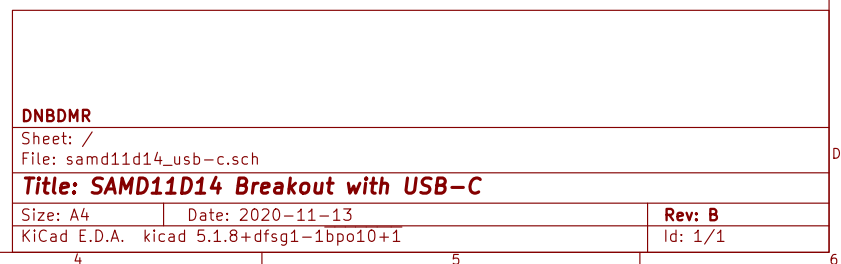 DNBDMR
Sheet: /
File: samd11d14_usb-c.sch
D
Title: SAMD11D14 Breakout with USB-C
Size: A4 Date: 2020-11-13 Rev: B
KiCad E.D.A. kicad 5.1.8+dfsg1-1bpo10+1 Id: 1/1
4 5 6